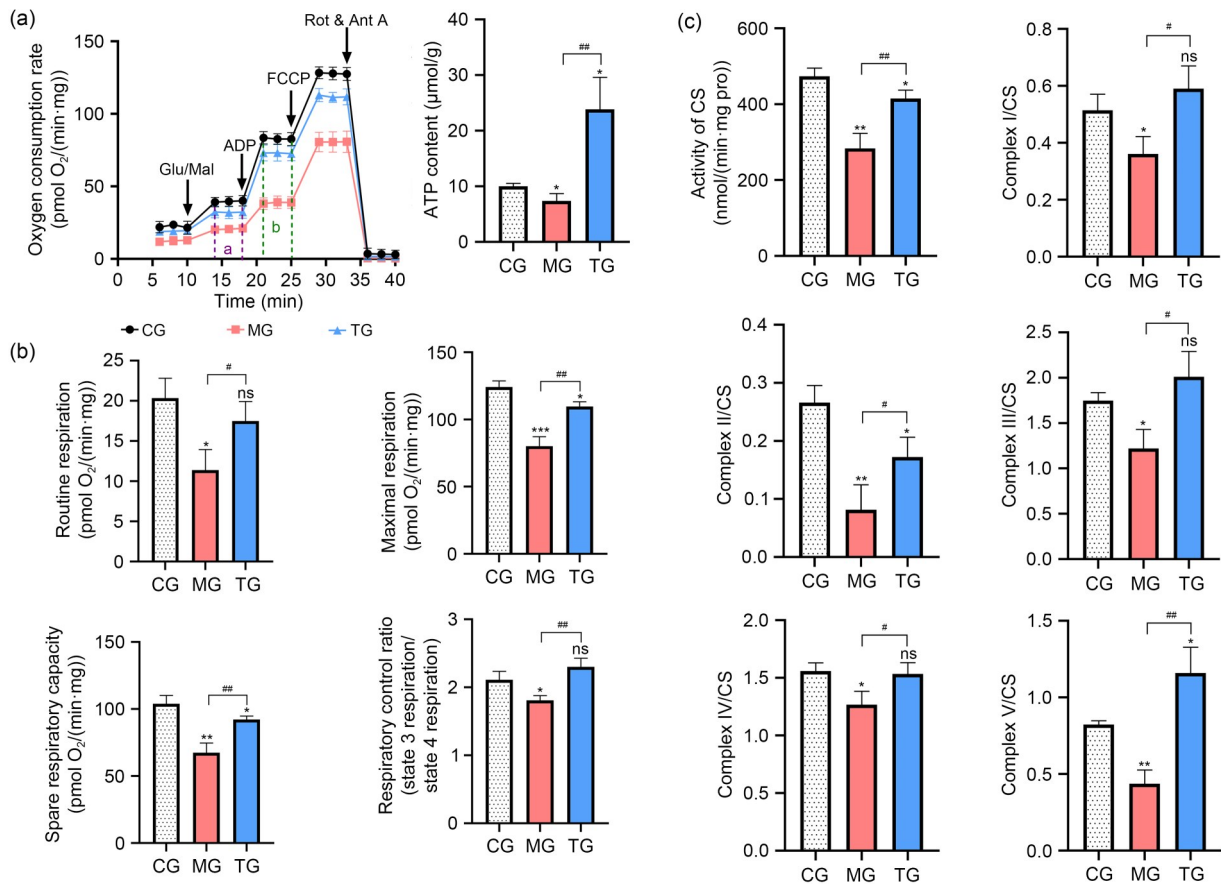 (a)
Oxygen consumption rate
(pmol O₂/(min·mg))
150
100
50
0
0 5 10 15 20 25 30 35 40
Time (min)
Glu/Mal
ADP
FCCP
Rot & Ant A
a
b
CG
MG
TG
ATP content (μmol/g)
40
30
20
10
0
*
*
##
CG MG TG
(b)
Routine respiration
(pmol O₂/(min·mg))
25
20
15
10
5
0
*
ns
#
CG MG TG
Maximal respiration
(pmol O₂/(min·mg))
150
100
50
0
***
*
##
CG MG TG
Spare respiratory capacity
(pmol O₂/(min·mg))
150
100
50
0
**
*
##
CG MG TG
Respiratory control ratio
(state 3 respiration/
state 4 respiration)
3
2
1
0
*
ns
##
CG MG TG
(c)
Activity of CS
(nmol/(min·mg pro))
600
400
200
0
**
*
##
CG MG TG
Complex I/CS
0.8
0.6
0.4
0.2
0.0
*
ns
#
CG MG TG
Complex II/CS
0.4
0.3
0.2
0.1
0.0
**
*
#
CG MG TG
Complex III/CS
2.5
2.0
1.5
1.0
0.5
0.0
*
ns
#
CG MG TG
Complex IV/CS
2.0
1.5
1.0
0.5
0.0
*
ns
#
CG MG TG
Complex V/CS
1.5
1.0
0.5
0.0
**
*
##
CG MG TG